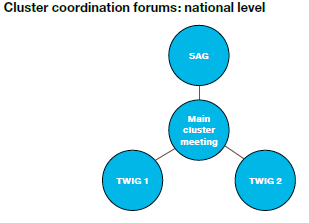 Cluster coordination forums: national level
SAG
Main
cluster
meeting
TWIG 1
TWIG 2